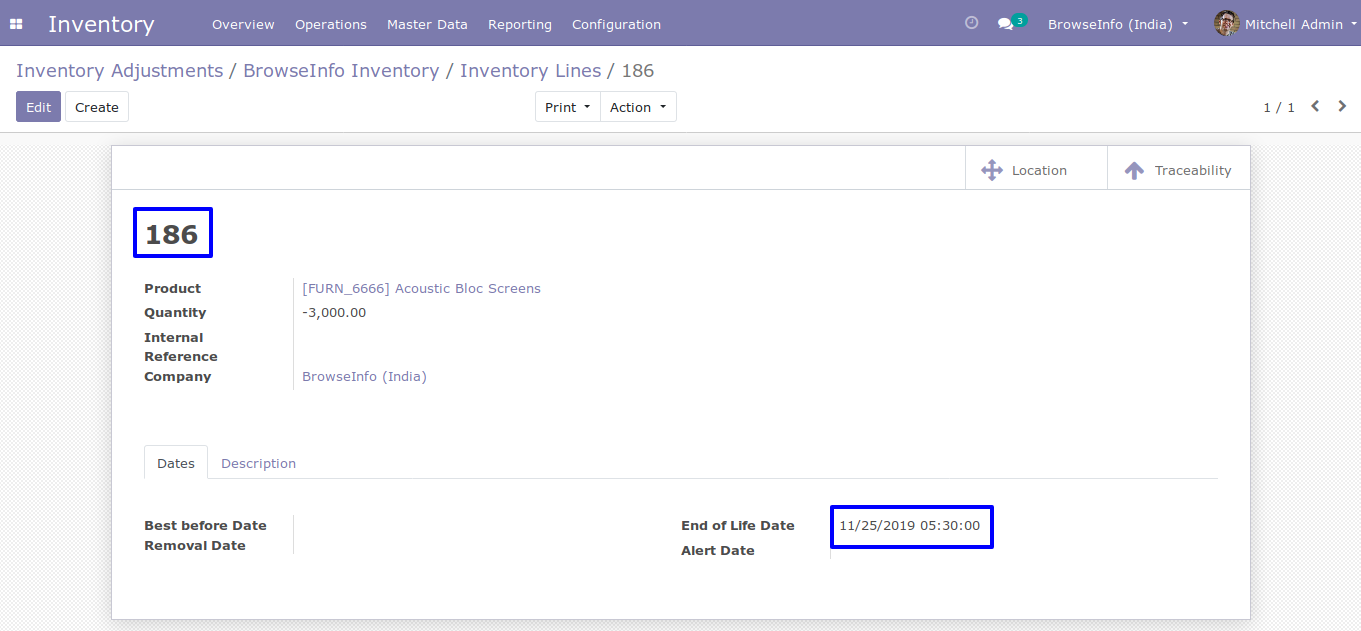 Inventory Overview Operations Master Data Reporting Configuration 3 BrowseInfo (India) Mitchell Admin
Inventory Adjustments / BrowseInfo Inventory / Inventory Lines / 186
Edit Create Print Action 1 / 1
Location Traceability
186
Product [FURN_6666] Acoustic Bloc Screens
Quantity -3,000.00
Internal
Reference
Company BrowseInfo (India)
Dates Description
Best before Date End of Life Date 11/25/2019 05:30:00
Removal Date Alert Date